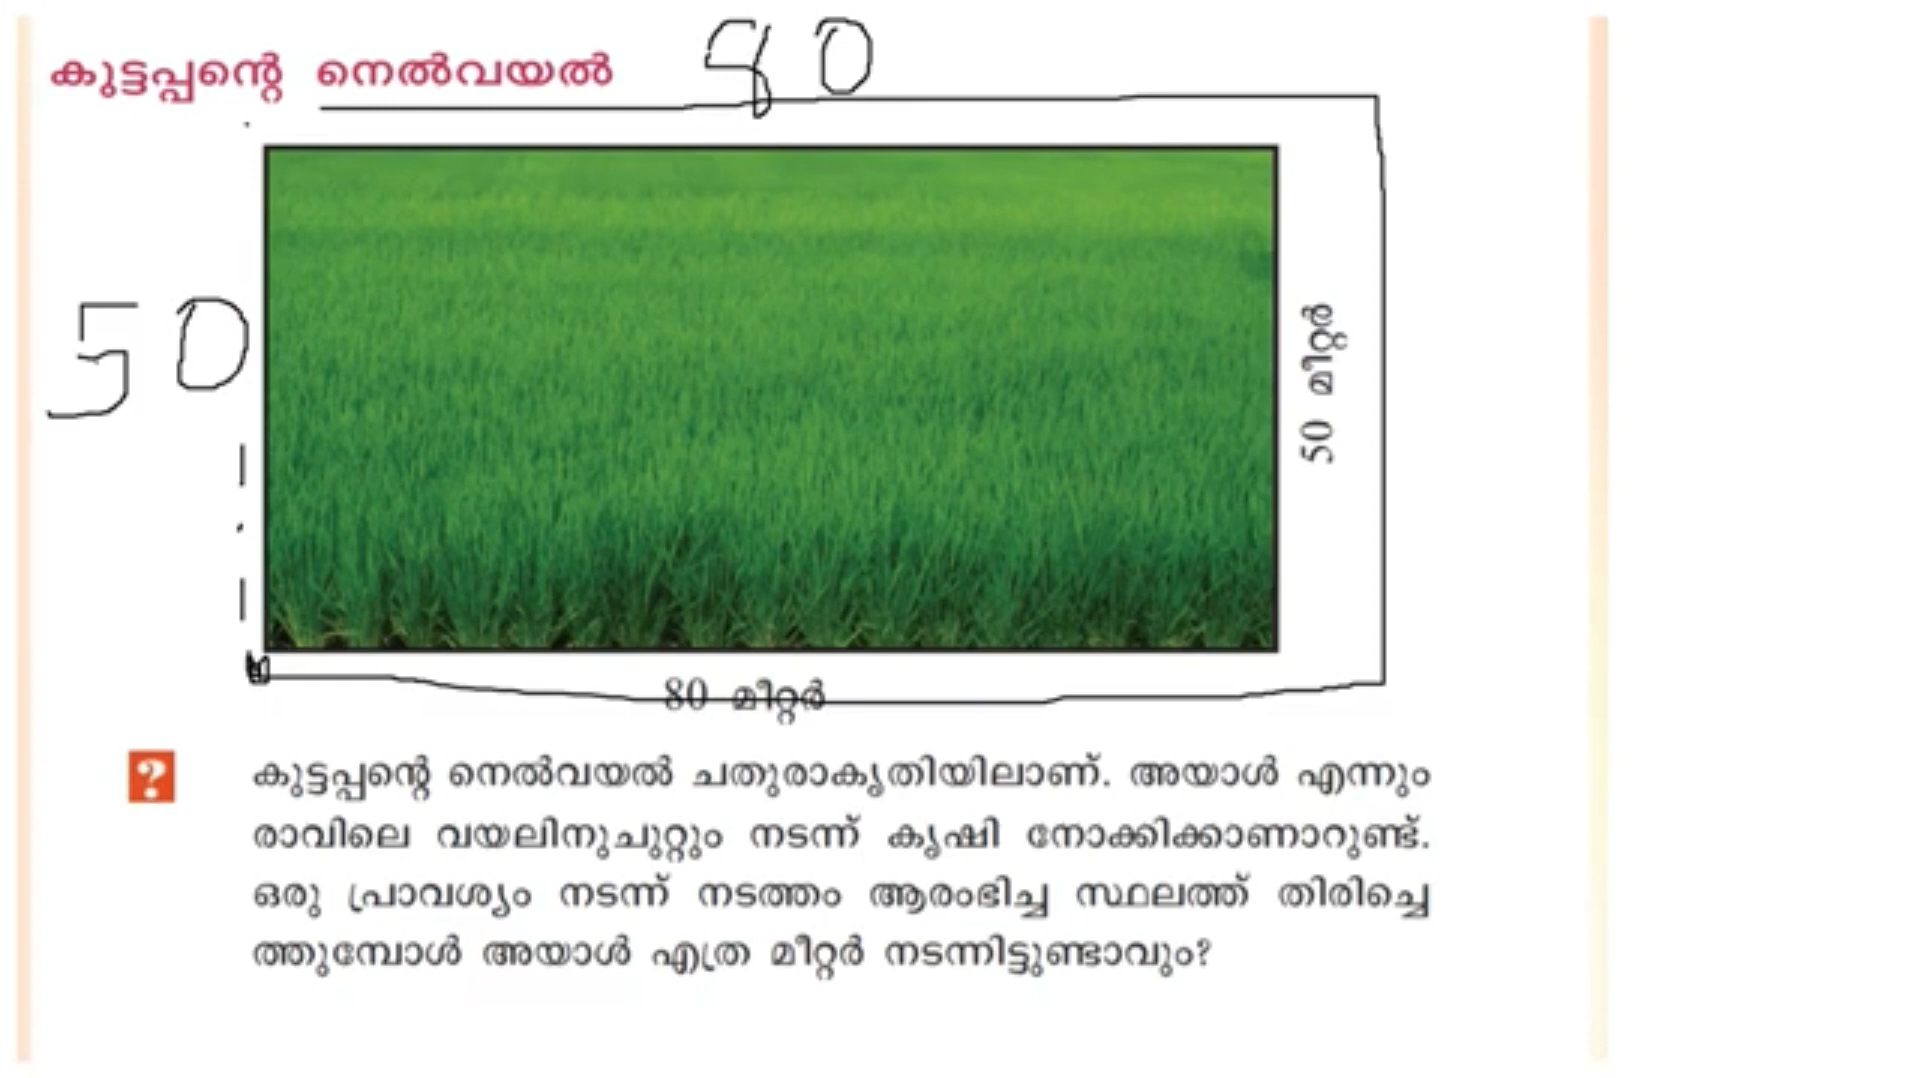 കുട്ടപ്പന്റെ നെൽവയൽ
80
50
50 മീറ്റർ
80 മീറ്റർ
?
കുട്ടപ്പന്റെ നെൽവയൽ ചതുരാകൃതിയിലാണ്. അയാൾ എന്നും
രാവിലെ വയലിനുചുറ്റും നടന്ന് കൃഷി നോക്കിക്കാണാറുണ്ട്.
ഒരു പ്രാവശ്യം നടന്ന് നടത്തം ആരംഭിച്ച സ്ഥലത്ത് തിരിച്ചെ
ത്തുമ്പോൾ അയാൾ എത്ര മീറ്റർ നടന്നിട്ടുണ്ടാവും?